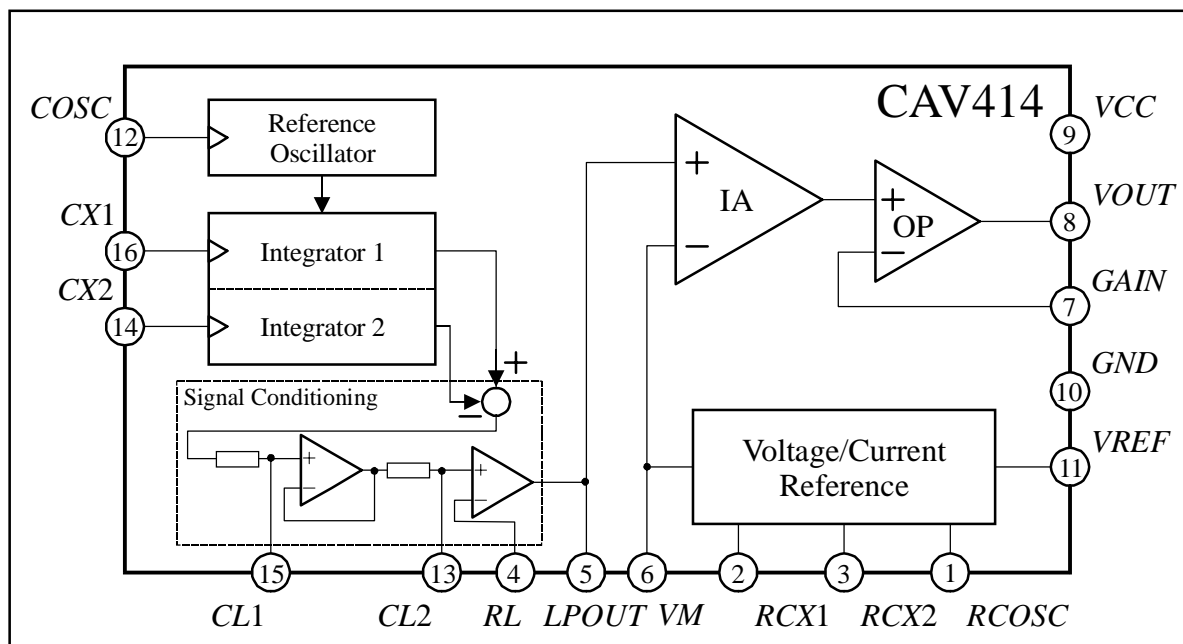 CAV414
COSC
12
Reference
Oscillator
VCC
9
CX1
16
Integrator 1
+
IA
−
+
OP
−
VOUT
8
CX2
14
Integrator 2
GAIN
7
+
−
Signal Conditioning
GND
10
+
−
+
−
Voltage/Current
Reference
VREF
11
15
13
4
5
6
2
3
1
CL1
CL2
RL
LPOUT
VM
RCX1
RCX2
RCOSC